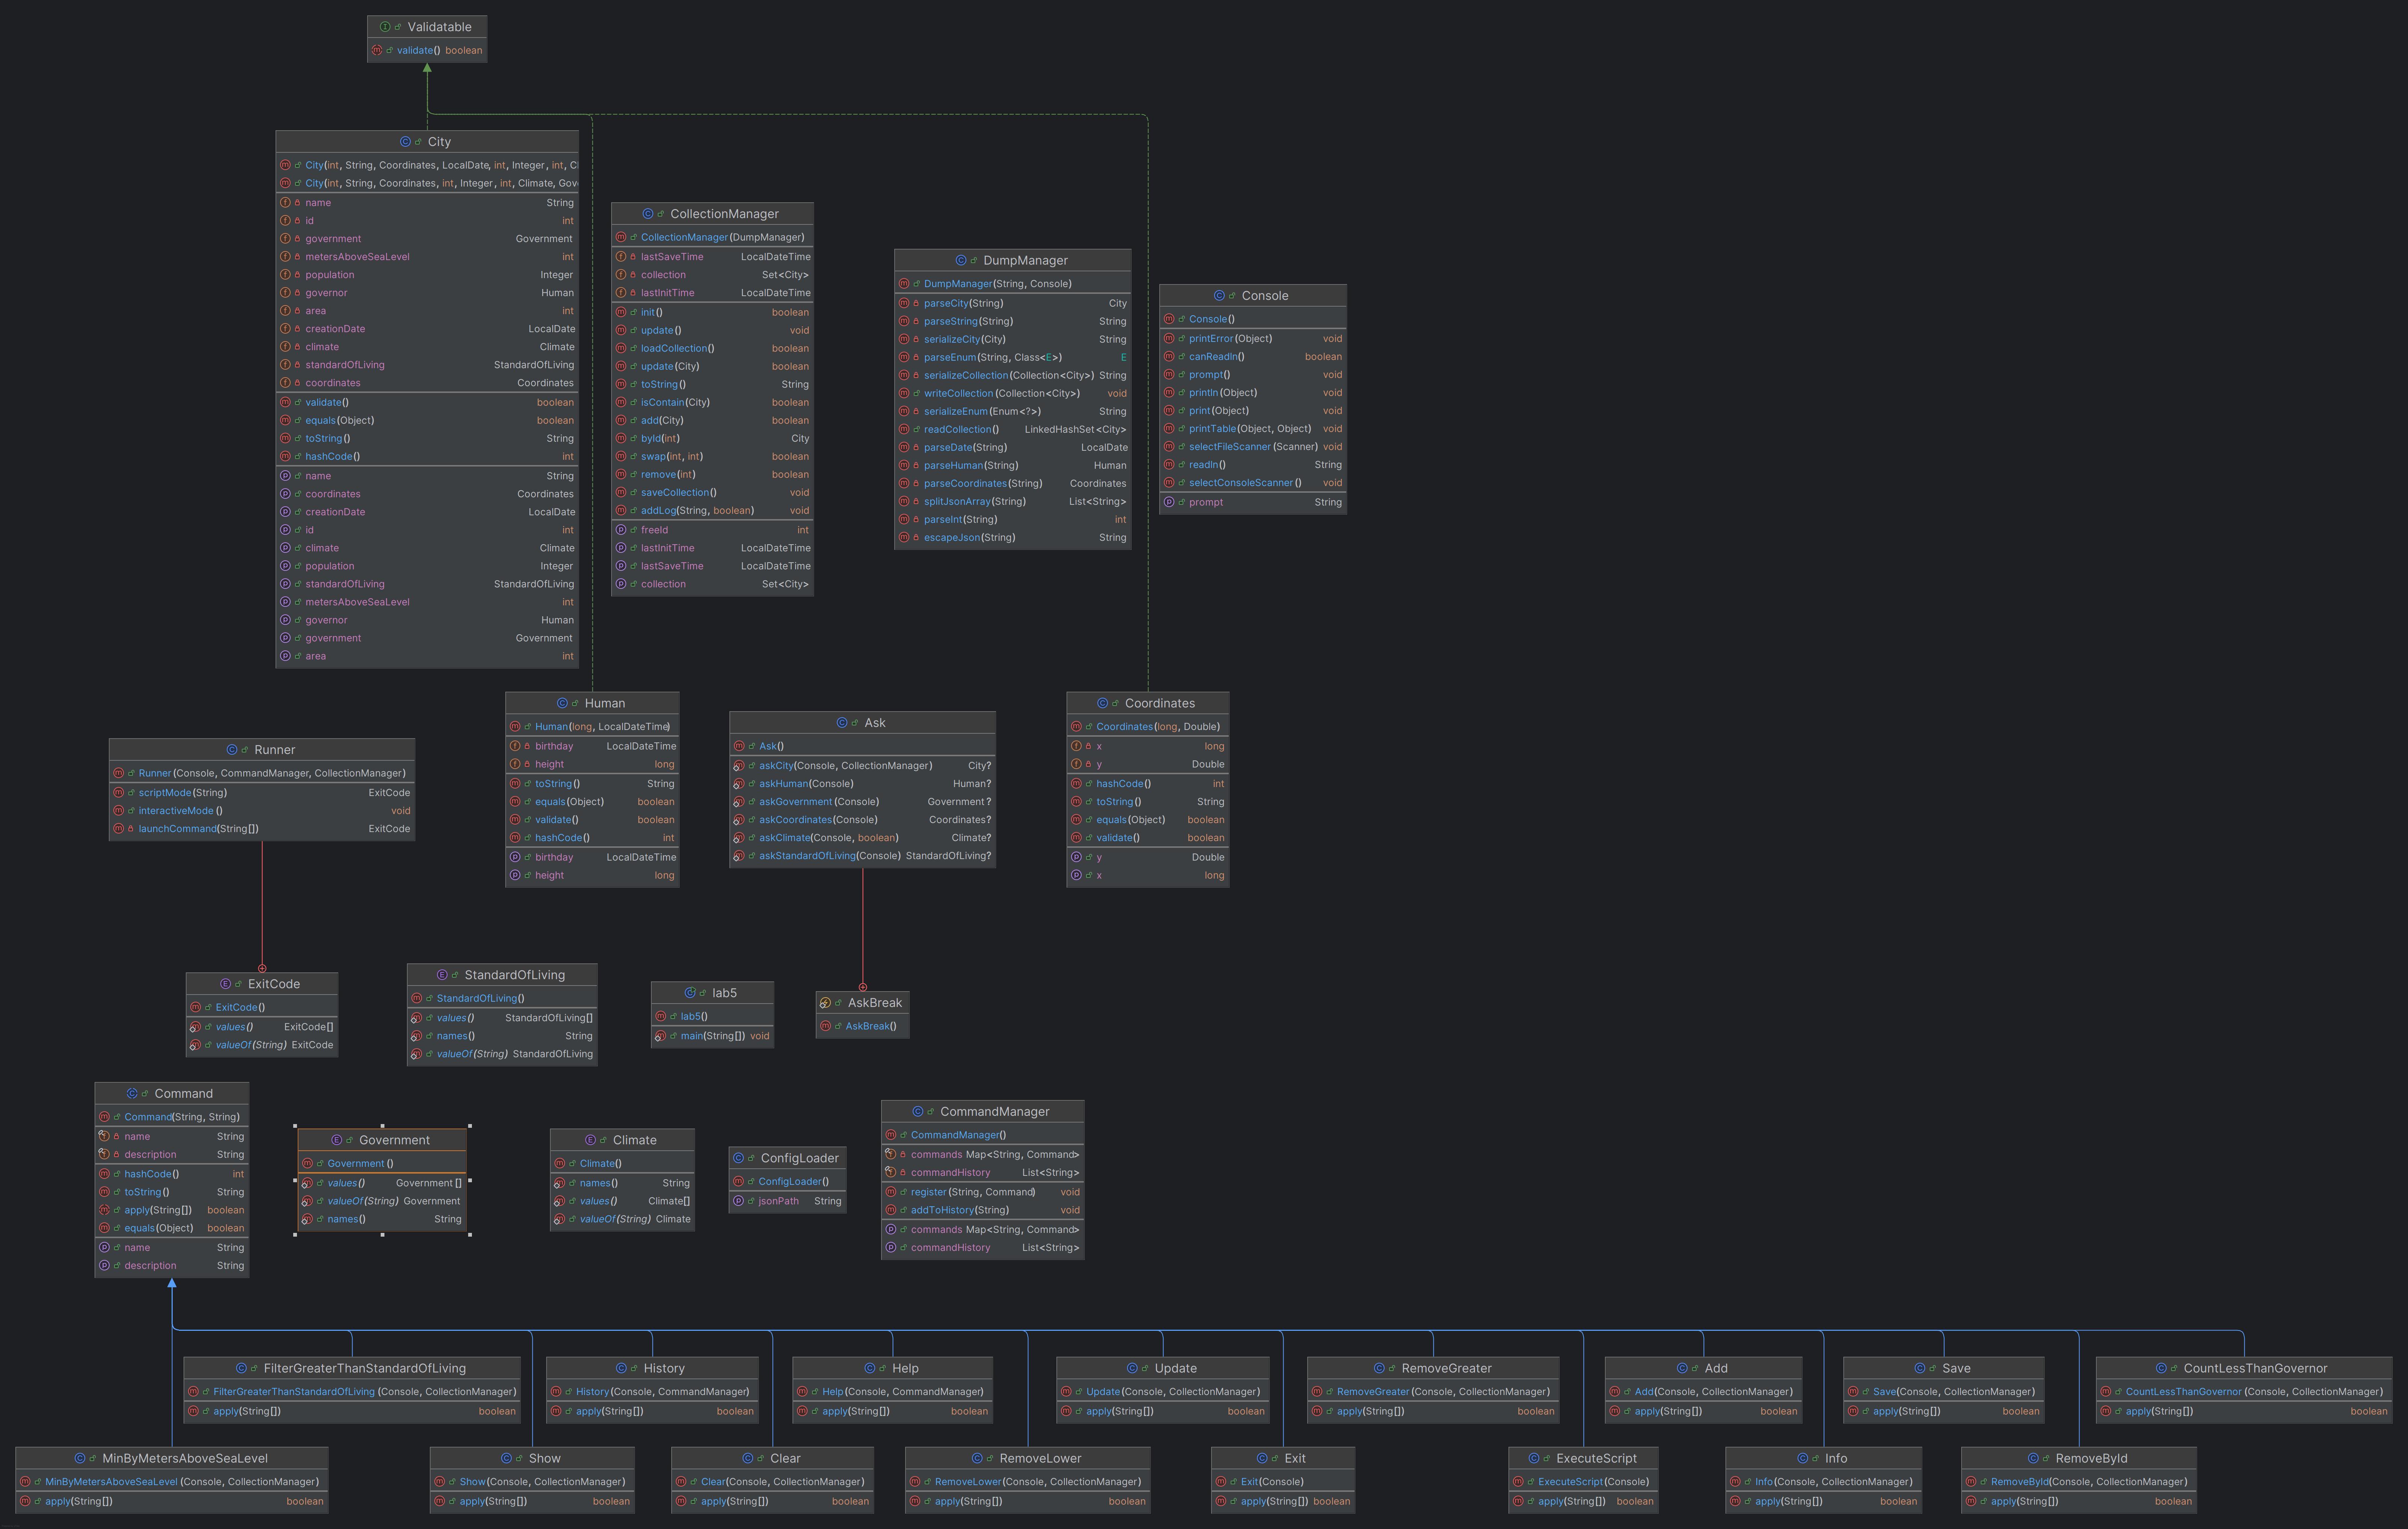 Validatable
validate() boolean
City
City(int, String, Coordinates, LocalDate, int, Integer, int, C
City(int, String, Coordinates, int, Integer, int, Climate, Gov
name String
id int
government Government
metersAboveSeaLevel int
population Integer
governor Human
area int
creationDate LocalDate
climate Climate
standardOfLiving StandardOfLiving
coordinates Coordinates
validate() boolean
equals(Object) boolean
toString() String
hashCode() int
name String
coordinates Coordinates
creationDate LocalDate
id int
climate Climate
population Integer
standardOfLiving StandardOfLiving
metersAboveSeaLevel int
governor Human
government Government
area int
CollectionManager
CollectionManager(DumpManager)
lastSaveTime LocalDateTime
collection Set<City>
lastInitTime LocalDateTime
init() boolean
update() void
loadCollection() boolean
update(City) boolean
toString() String
isContain(City) boolean
add(City) boolean
byId(int) City
swap(int, int) boolean
remove(int) boolean
saveCollection() void
addLog(String, boolean) void
freeId int
lastInitTime LocalDateTime
lastSaveTime LocalDateTime
collection Set<City>
DumpManager
DumpManager(String, Console)
parseCity(String) City
parseString(String) String
serializeCity(City) String
parseEnum(String, Class<E>) E
serializeCollection(Collection<City>) String
writeCollection(Collection<City>) void
serializeEnum(Enum<?>) String
readCollection() LinkedHashSet<City>
parseDate(String) LocalDate
parseHuman(String) Human
parseCoordinates(String) Coordinates
splitJsonArray(String) List<String>
parseInt(String) int
escapeJson(String) String
Console
Console()
printError(Object) void
canReadln() boolean
prompt() void
println(Object) void
print(Object) void
printTable(Object, Object) void
selectFileScanner(Scanner) void
readln() String
selectConsoleScanner() void
prompt String
Runner
Runner(Console, CommandManager, CollectionManager)
scriptMode(String) ExitCode
interactiveMode() void
launchCommand(String[]) ExitCode
Human
Human(long, LocalDateTime)
birthday LocalDateTime
height long
toString() String
equals(Object) boolean
validate() boolean
hashCode() int
birthday LocalDateTime
height long
Ask
Ask()
askCity(Console, CollectionManager) City?
askHuman(Console) Human?
askGovernment(Console) Government?
askCoordinates(Console) Coordinates?
askClimate(Console, boolean) Climate?
askStandardOfLiving(Console) StandardOfLiving?
Coordinates
Coordinates(long, Double)
x long
y Double
hashCode() int
toString() String
equals(Object) boolean
validate() boolean
y Double
x long
ExitCode
ExitCode()
values() ExitCode[]
valueOf(String) ExitCode
StandardOfLiving
StandardOfLiving()
values() StandardOfLiving[]
names() String
valueOf(String) StandardOfLiving
lab5
lab5()
main(String[]) void
AskBreak
AskBreak()
Command
Command(String, String)
name String
description String
hashCode() int
toString() String
apply(String[]) boolean
equals(Object) boolean
name String
description String
Government
Government()
values() Government[]
valueOf(String) Government
names() String
Climate
Climate()
names() String
values() Climate[]
valueOf(String) Climate
ConfigLoader
ConfigLoader()
jsonPath String
CommandManager
CommandManager()
commands Map<String, Command>
commandHistory List<String>
register(String, Command) void
addToHistory(String) void
commands Map<String, Command>
commandHistory List<String>
FilterGreaterThanStandardOfLiving
FilterGreaterThanStandardOfLiving(Console, CollectionManager)
apply(String[]) boolean
History
History(Console, CommandManager)
apply(String[]) boolean
Help
Help(Console, CommandManager)
apply(String[]) boolean
Update
Update(Console, CollectionManager)
apply(String[]) boolean
RemoveGreater
RemoveGreater(Console, CollectionManager)
apply(String[]) boolean
Add
Add(Console, CollectionManager)
apply(String[]) boolean
Save
Save(Console, CollectionManager)
apply(String[]) boolean
CountLessThanGovernor
CountLessThanGovernor(Console, CollectionManager)
apply(String[]) boolean
MinByMetersAboveSeaLevel
MinByMetersAboveSeaLevel(Console, CollectionManager)
apply(String[]) boolean
Show
Show(Console, CollectionManager)
apply(String[]) boolean
Clear
Clear(Console, CollectionManager)
apply(String[]) boolean
RemoveLower
RemoveLower(Console, CollectionManager)
apply(String[]) boolean
Exit
Exit(Console)
apply(String[]) boolean
ExecuteScript
ExecuteScript(Console)
apply(String[]) boolean
Info
Info(Console, CollectionManager)
apply(String[]) boolean
RemoveById
RemoveById(Console, CollectionManager)
apply(String[]) boolean